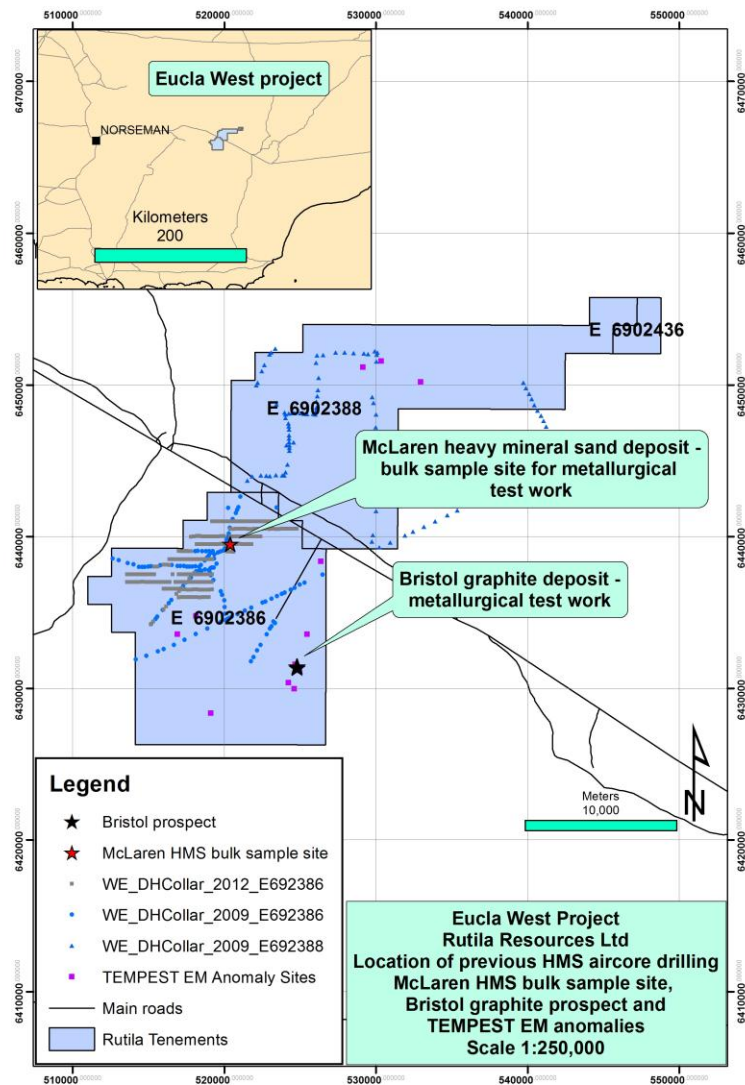 510000
520000
530000
540000
550000
Eucla West project
NORSEMAN
Kilometers
200
6470000
6470000
6460000
6460000
E 6902436
6450000
6450000
E 6902388
McLaren heavy mineral sand deposit -
bulk sample site for metallurgical
test work
6440000
6440000
Bristol graphite deposit -
metallurgical test work
E 6902386
6430000
6430000
N
Meters
10,000
6420000
6420000
6410000
6410000
Legend
Bristol prospect
McLaren HMS bulk sample site
WE_DHCollar_2012_E692386
WE_DHCollar_2009_E692386
WE_DHCollar_2009_E692388
TEMPEST EM Anomaly Sites
Main roads
Rutila Tenements
Eucla West Project
Rutila Resources Ltd
Location of previous HMS aircore drilling
McLaren HMS bulk sample site,
Bristol graphite prospect and
TEMPEST EM anomalies
Scale 1:250,000
510000
520000
530000
540000
550000